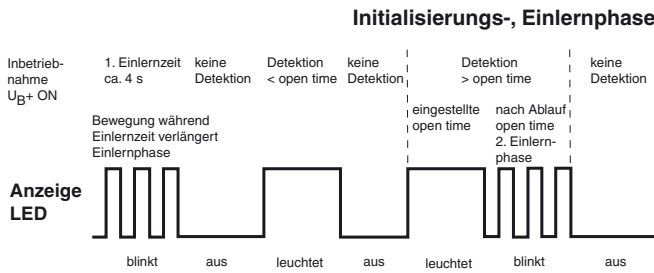 Initialisierungs-, Einlernphase
Inbetrieb-
nahme
UB+ ON
1. Einlernzeit
ca. 4 s
keine
Detektion
Detektion
< open time
keine
Detektion
Detektion
> open time
keine
Detektion
Bewegung während
Einlernzeit verlängert
Einlernphase
eingestellte
open time
nach Ablauf
open time
2. Einlern-
phase
Anzeige
LED
blinkt
aus
leuchtet
aus
leuchtet
blinkt
aus